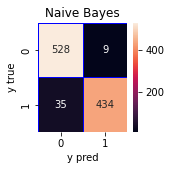 Naive Bayes
0 528 9
1 35 434
0 1
y pred
y true
400
200